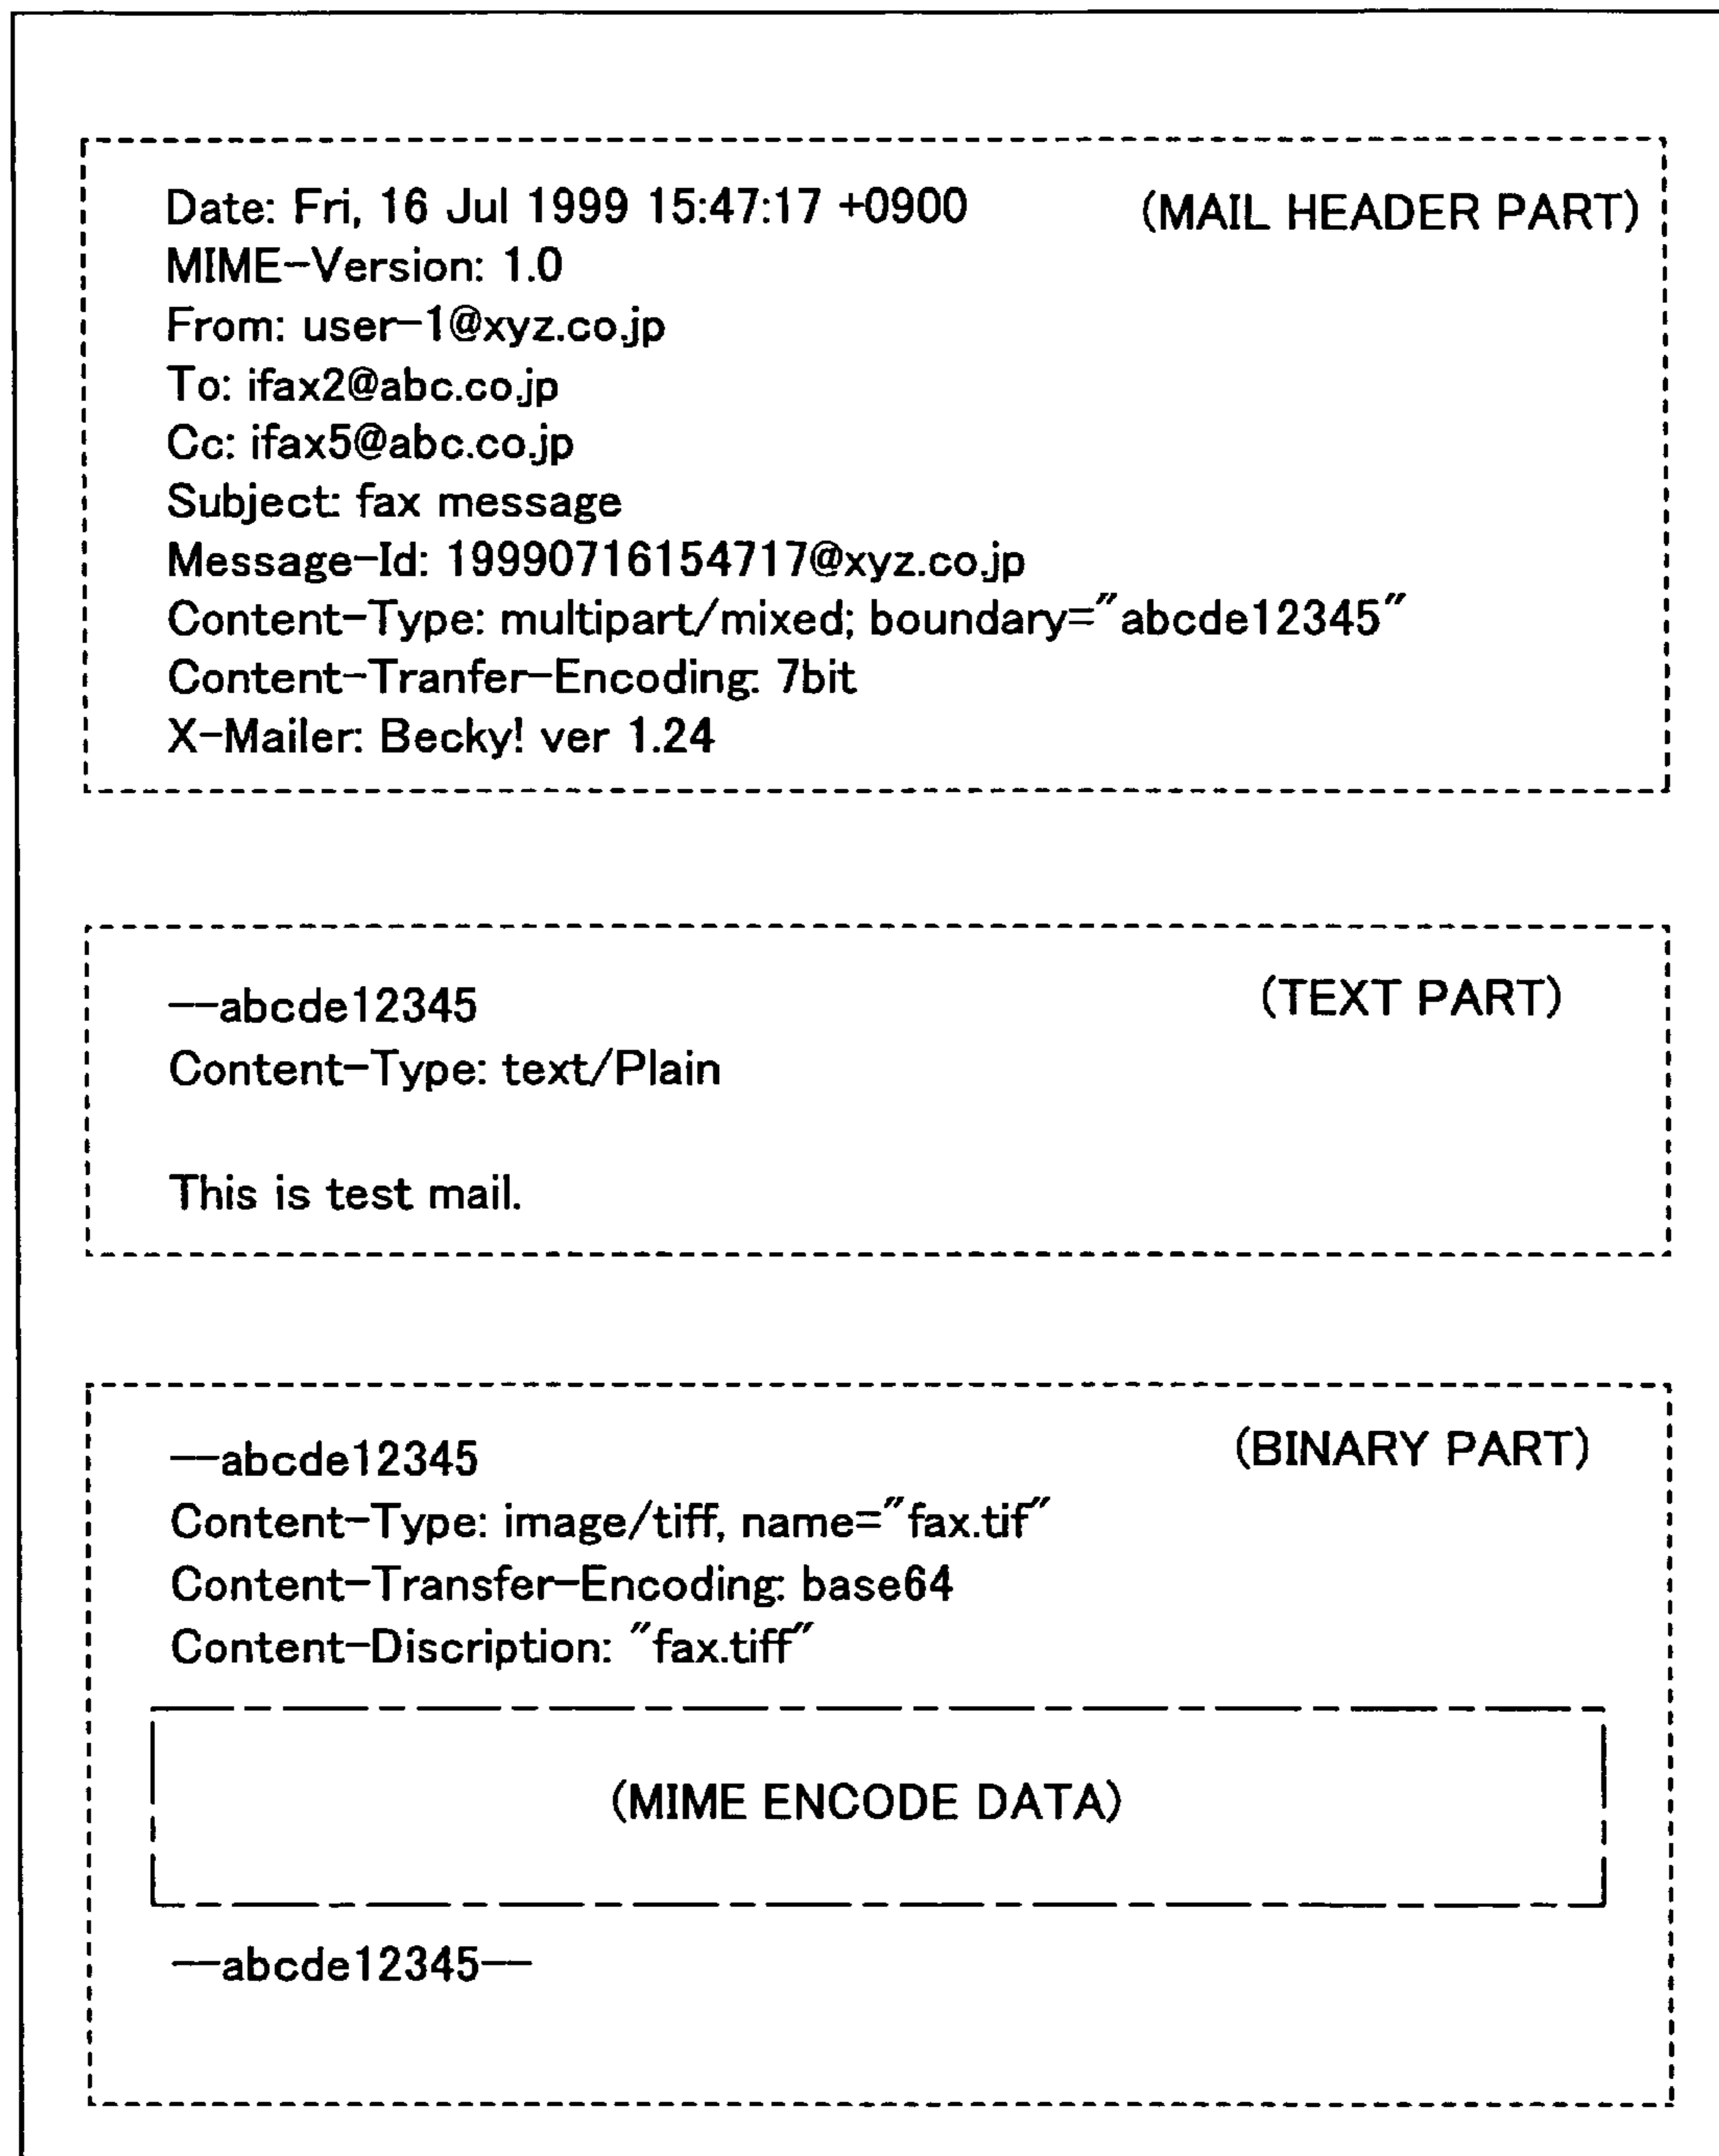 Date: Fri, 16 Jul 1999 15:47:17 +0900 (MAIL HEADER PART)
MIME-Version: 1.0
From: user-1@xyz.co.jp
To: ifax2@abc.co.jp
Cc: ifax5@abc.co.jp
Subject: fax message
Message-Id: 19990716154717@xyz.co.jp
Content-Type: multipart/mixed; boundary="abcde12345"
Content-Tranfer-Encoding: 7bit
X-Mailer: Becky! ver 1.24
--abcde12345 (TEXT PART)
Content-Type: text/Plain
This is test mail.
--abcde12345 (BINARY PART)
Content-Type: image/tiff, name="fax.tif"
Content-Transfer-Encoding: base64
Content-Discription: "fax.tiff"
(MIME ENCODE DATA)
--abcde12345--